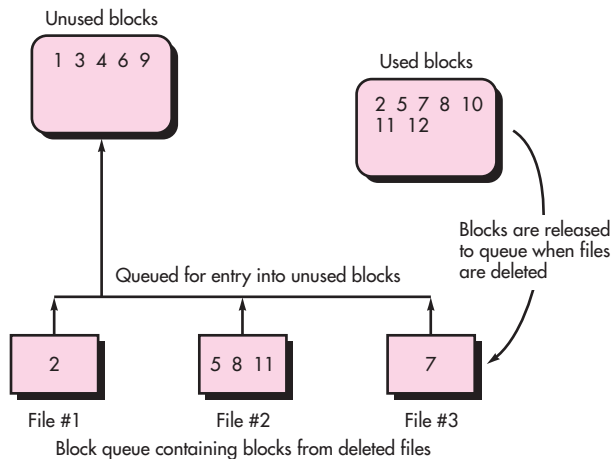 Unused blocks
1 3 4 6 9
Used blocks
2 5 7 8 10
11 12
Blocks are released
to queue when files
are deleted
Queued for entry into unused blocks
2
5 8 11
7
File #1
File #2
File #3
Block queue containing blocks from deleted files